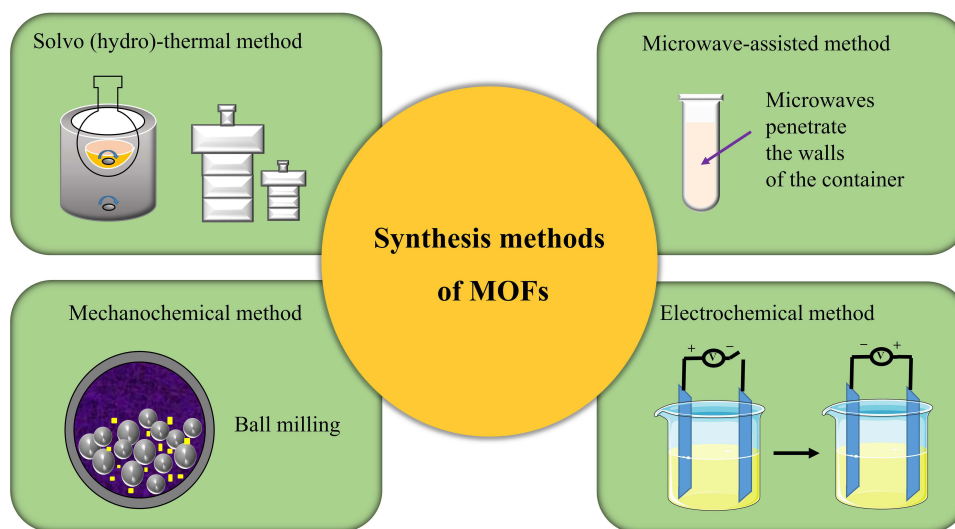 Solvo (hydro)-thermal method
Microwave-assisted method
Microwaves
penetrate
the walls
of the container
Synthesis methods
of MOFs
Mechanochemical method
Ball milling
Electrochemical method
+ V −
− V +